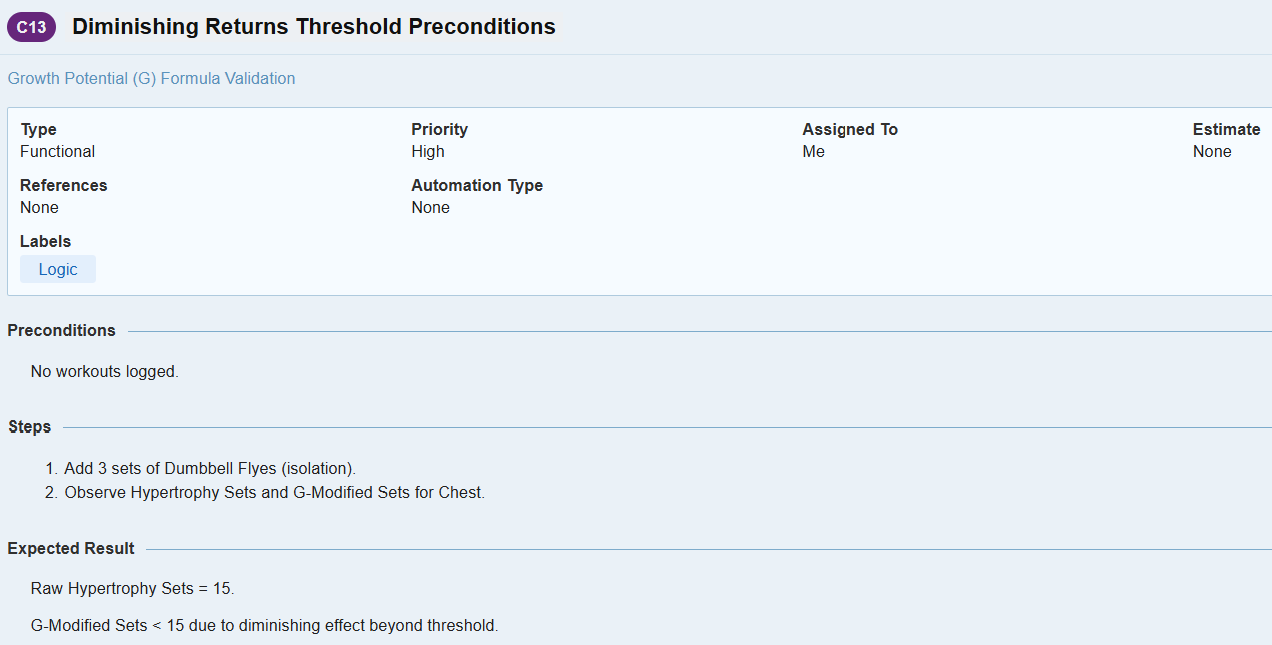 C13 Diminishing Returns Threshold Preconditions
Growth Potential (G) Formula Validation
Type Priority Assigned To Estimate
Functional High Me None
References Automation Type
None None
Labels
Logic
Preconditions
No workouts logged.
Steps
1. Add 3 sets of Dumbbell Flyes (isolation).
2. Observe Hypertrophy Sets and G-Modified Sets for Chest.
Expected Result
Raw Hypertrophy Sets = 15.
G-Modified Sets < 15 due to diminishing effect beyond threshold.